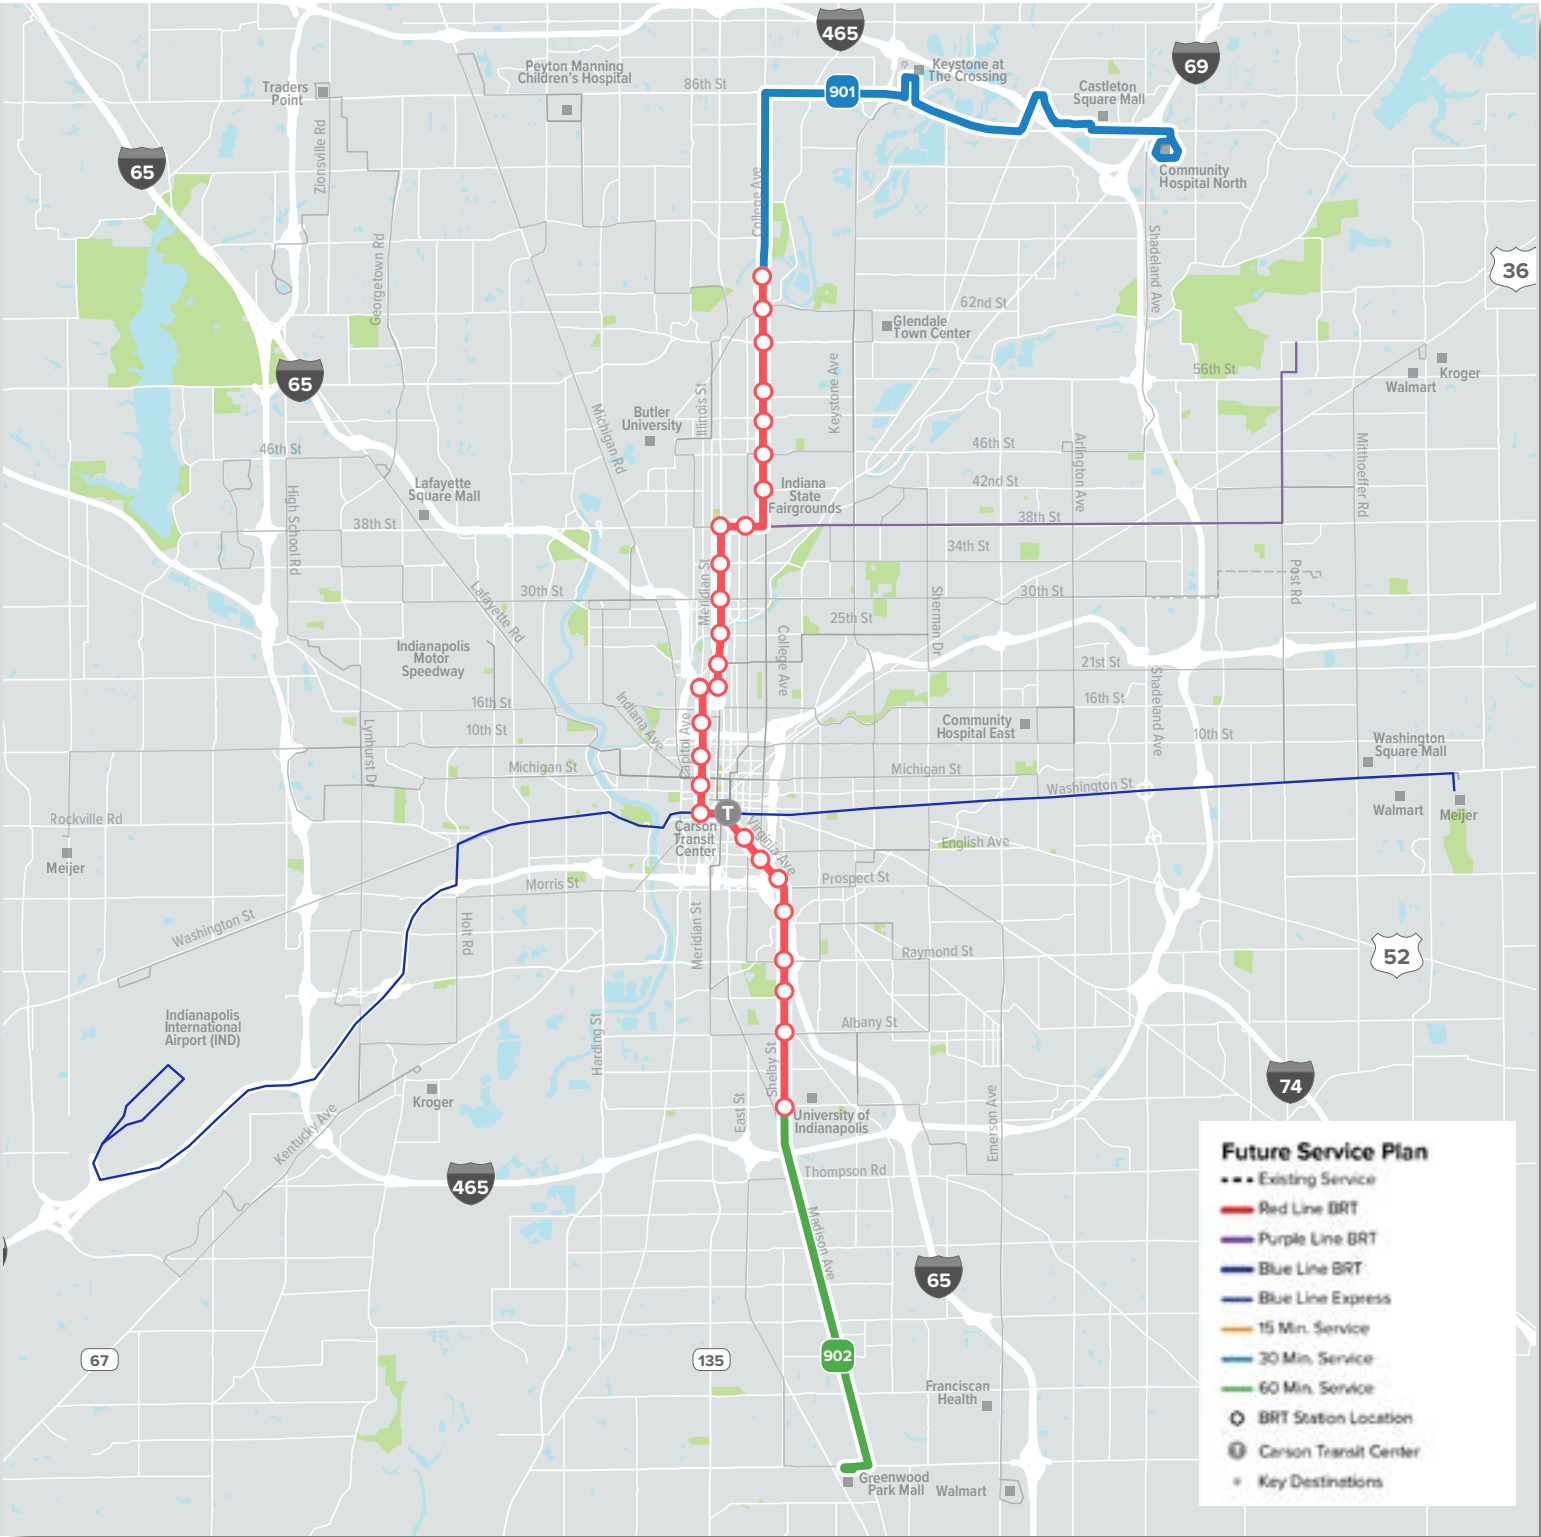 465
69
Keystone at
The Crossing
Peyton Manning
Children's Hospital
86th St
901
Castleton
Square Mall
Traders
Point
Zionsville Rd
65
Community
Hospital North
College Ave
Georgetown Rd
Shadeland Ave
36
62nd St
Glendale
Town Center
65
56th St
Kroger
Walmart
Keystone Ave
Illinois St
Michigan Rd
Butler
University
46th St
46th St
Arlington Ave
Mitthoeffer Rd
Lafayette
Square Mall
High School Rd
Indiana
State
Fairgrounds
42nd St
38th St
38th St
34th St
Meridian St
Post Rd
30th St
30th St
Lafayette Rd
Sherman Dr
25th St
College Ave
Indianapolis
Motor
Speedway
21st St
Shadeland Ave
16th St
16th St
Indiana Ave
Capitol Ave
Lynhurst Dr
10th St
Community
Hospital East
10th St
Washington
Square Mall
Michigan St
Michigan St
Washington St
Walmart
Meijer
Rockville Rd
T
Carson
Transit
Center
Virginia Ave
English Ave
Meijer
Morris St
Prospect St
Washington St
Holt Rd
Meridian St
Raymond St
52
Indianapolis
International
Airport (IND)
Harding St
Albany St
Shelby St
74
Kroger
East St
University of
Indianapolis
Emerson Ave
Kentucky Ave
Thompson Rd
465
Madison Ave
65
67
135
902
Franciscan
Health
Greenwood
Park Mall
Walmart
Future Service Plan
Existing Service
Red Line BRT
Purple Line BRT
Blue Line BRT
Blue Line Express
15 Min. Service
30 Min. Service
60 Min. Service
BRT Station Location
T Carson Transit Center
Key Destinations